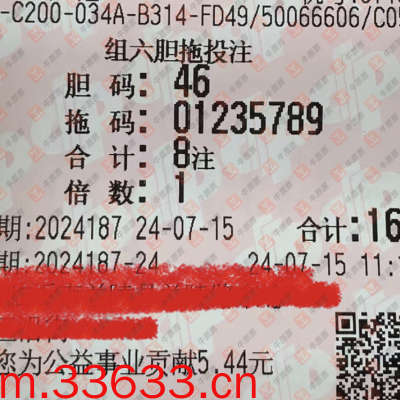 -C200-034A-B314-FD49/50066606/C05
组六胆拖投注
胆 码: 46
拖 码: 01235789
合 计: 8注
倍 数: 1
期:2024187 24-07-15 合计:16
期:2024187-24 24-07-15 11:1
您为公益事业贡献5.44元
m.33633.cn